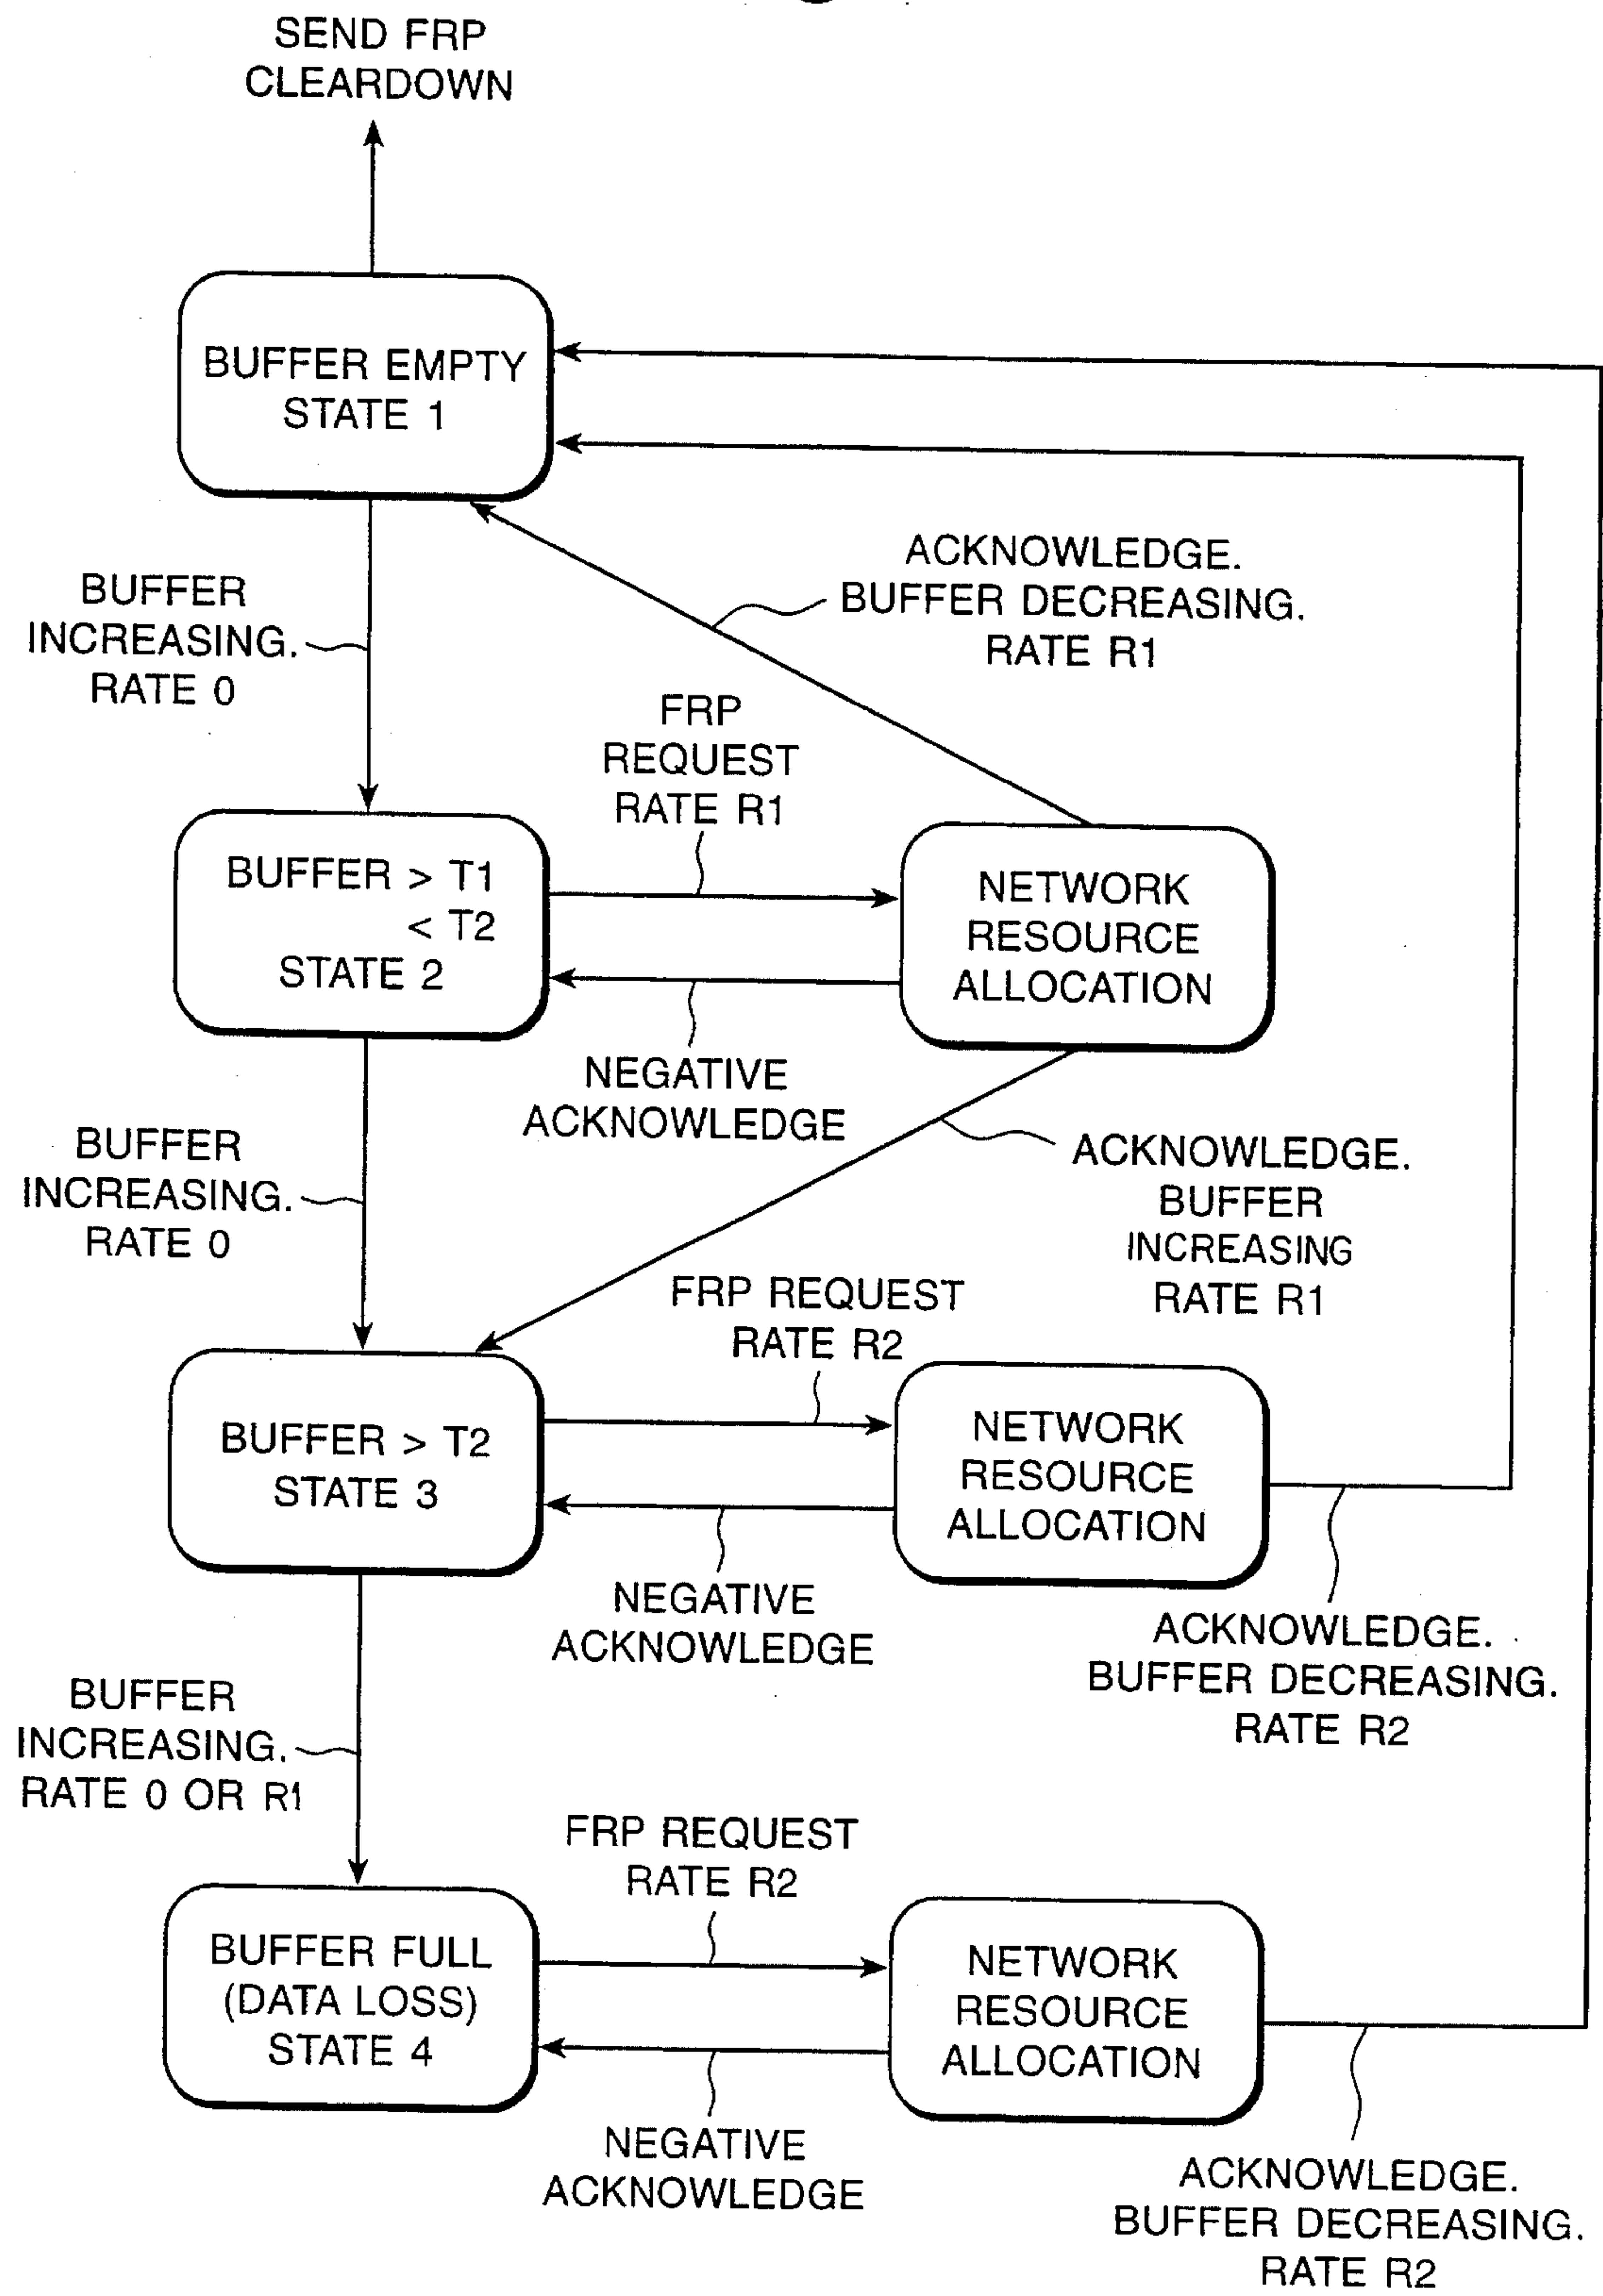 SEND FRP
CLEARDOWN
BUFFER EMPTY
STATE 1
ACKNOWLEDGE.
BUFFER DECREASING.
RATE R1
BUFFER
INCREASING.
RATE 0
FRP
REQUEST
RATE R1
BUFFER > T1
< T2
STATE 2
NETWORK
RESOURCE
ALLOCATION
NEGATIVE
ACKNOWLEDGE
BUFFER
INCREASING.
RATE 0
ACKNOWLEDGE.
BUFFER
INCREASING
RATE R1
FRP REQUEST
RATE R2
BUFFER > T2
STATE 3
NETWORK
RESOURCE
ALLOCATION
NEGATIVE
ACKNOWLEDGE
ACKNOWLEDGE.
BUFFER DECREASING.
RATE R2
BUFFER
INCREASING.
RATE 0 OR R1
FRP REQUEST
RATE R2
BUFFER FULL
(DATA LOSS)
STATE 4
NETWORK
RESOURCE
ALLOCATION
NEGATIVE
ACKNOWLEDGE
ACKNOWLEDGE.
BUFFER DECREASING.
RATE R2